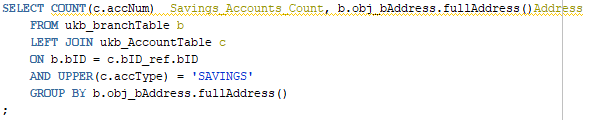 SELECT COUNT(c.accNum)  Savings_Accounts_Count, b.obj_bAddress.fullAddress()Address
FROM ukb_branchTable b
LEFT JOIN ukb_AccountTable c
ON b.bID = c.bID_ref.bID
AND UPPER(c.accType) = 'SAVINGS'
GROUP BY b.obj_bAddress.fullAddress()
;